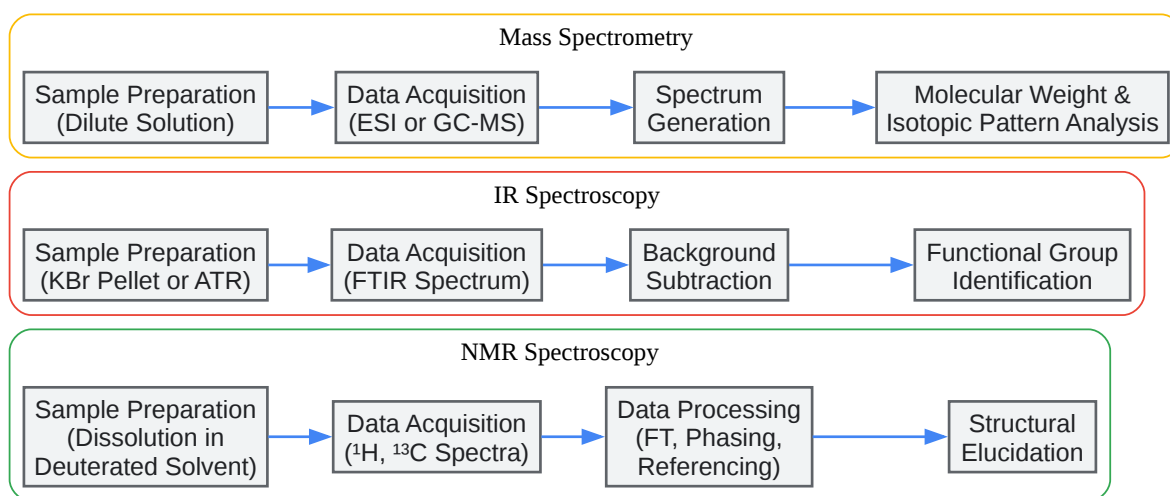 Mass Spectrometry
Sample Preparation
(Dilute Solution)
Data Acquisition
(ESI or GC-MS)
Spectrum
Generation
Molecular Weight &
Isotopic Pattern Analysis
IR Spectroscopy
Sample Preparation
(KBr Pellet or ATR)
Data Acquisition
(FTIR Spectrum)
Background
Subtraction
Functional Group
Identification
NMR Spectroscopy
Sample Preparation
(Dissolution in
Deuterated Solvent)
Data Acquisition
(¹H, ¹³C Spectra)
Data Processing
(FT, Phasing,
Referencing)
Structural
Elucidation